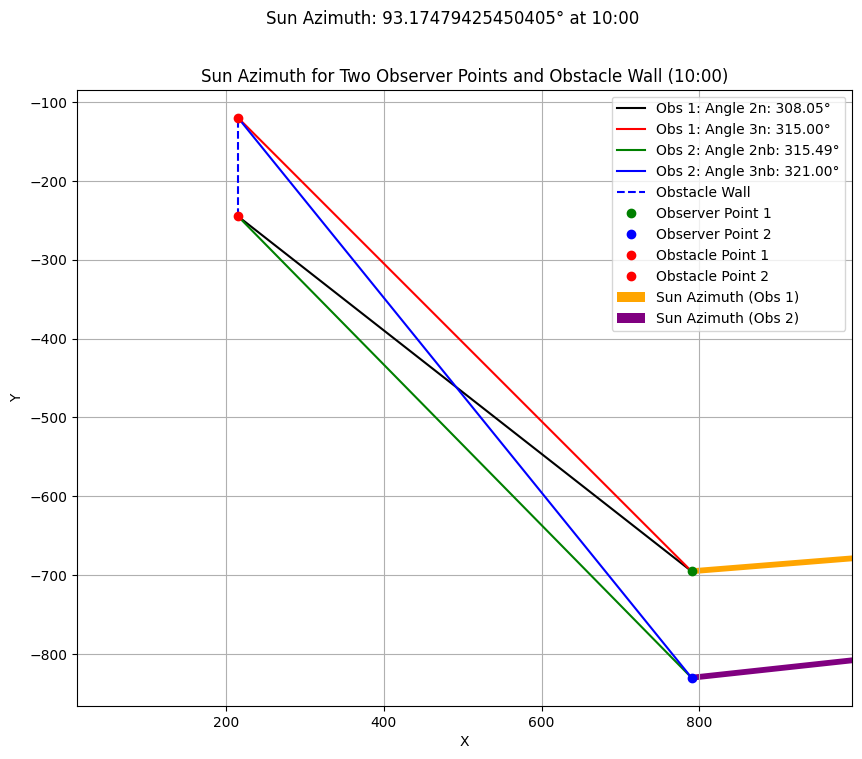 Sun Azimuth: 93.17479425450405° at 10:00
Sun Azimuth for Two Observer Points and Obstacle Wall (10:00)
Obs 1: Angle 2n: 308.05°
Obs 1: Angle 3n: 315.00°
Obs 2: Angle 2nb: 315.49°
Obs 2: Angle 3nb: 321.00°
Obstacle Wall
Observer Point 1
Observer Point 2
Obstacle Point 1
Obstacle Point 2
Sun Azimuth (Obs 1)
Sun Azimuth (Obs 2)
Y
−100
−200
−300
−400
−500
−600
−700
−800
200
400
600
800
X